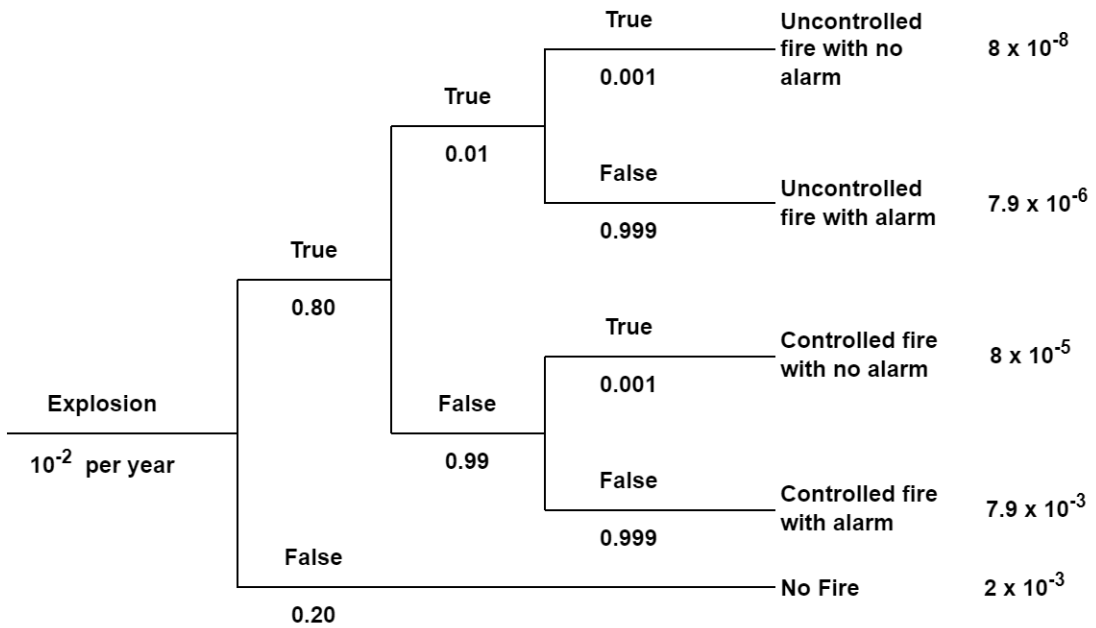 True
Uncontrolled
fire with no
alarm
8 x 10⁻⁸
0.001
True
0.01
False
Uncontrolled
fire with alarm
7.9 x 10⁻⁶
0.999
True
0.80
True
Controlled fire
with no alarm
8 x 10⁻⁵
0.001
Explosion
10⁻² per year
False
0.99
False
Controlled fire
with alarm
7.9 x 10⁻³
0.999
False
0.20
No Fire
2 x 10⁻³